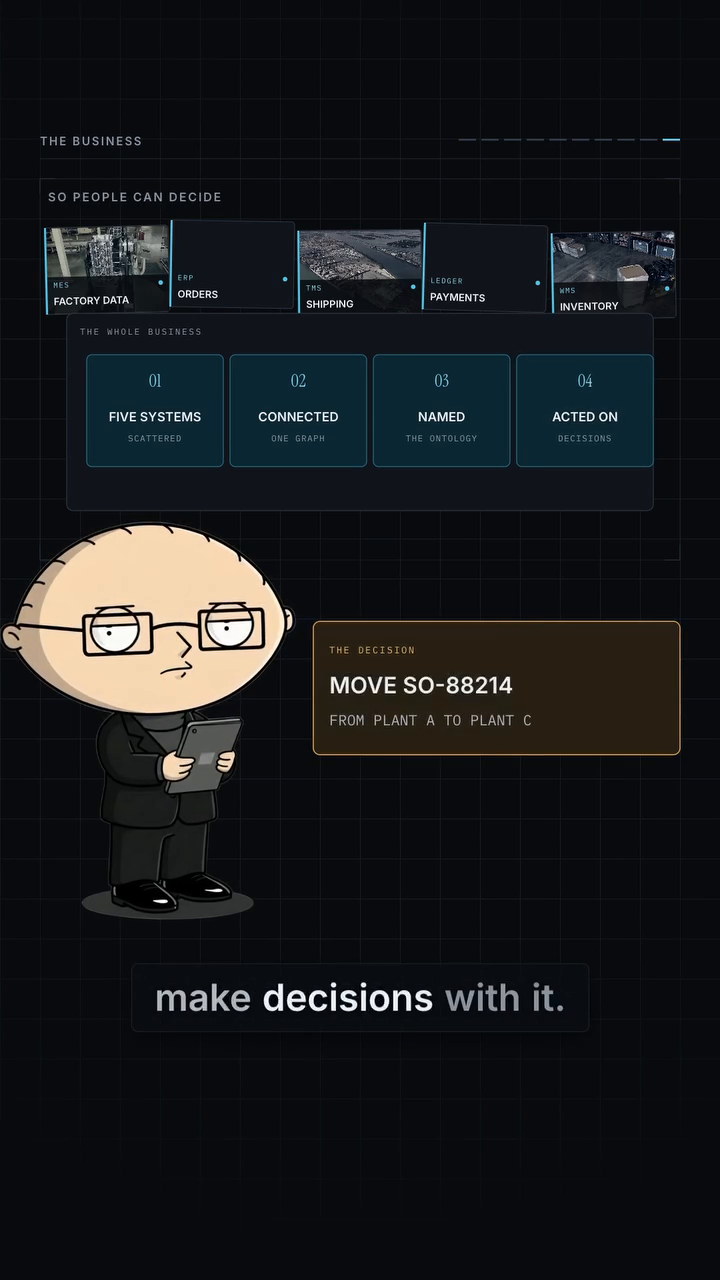 THE BUSINESS
SO PEOPLE CAN DECIDE
MES
FACTORY DATA
ERP
ORDERS
TMS
SHIPPING
LEDGER
PAYMENTS
WMS
INVENTORY
THE WHOLE BUSINESS
01
FIVE SYSTEMS
SCATTERED
02
CONNECTED
ONE GRAPH
03
NAMED
THE ONTOLOGY
04
ACTED ON
DECISIONS
THE DECISION
MOVE SO-88214
FROM PLANT A TO PLANT C
make decisions with it.